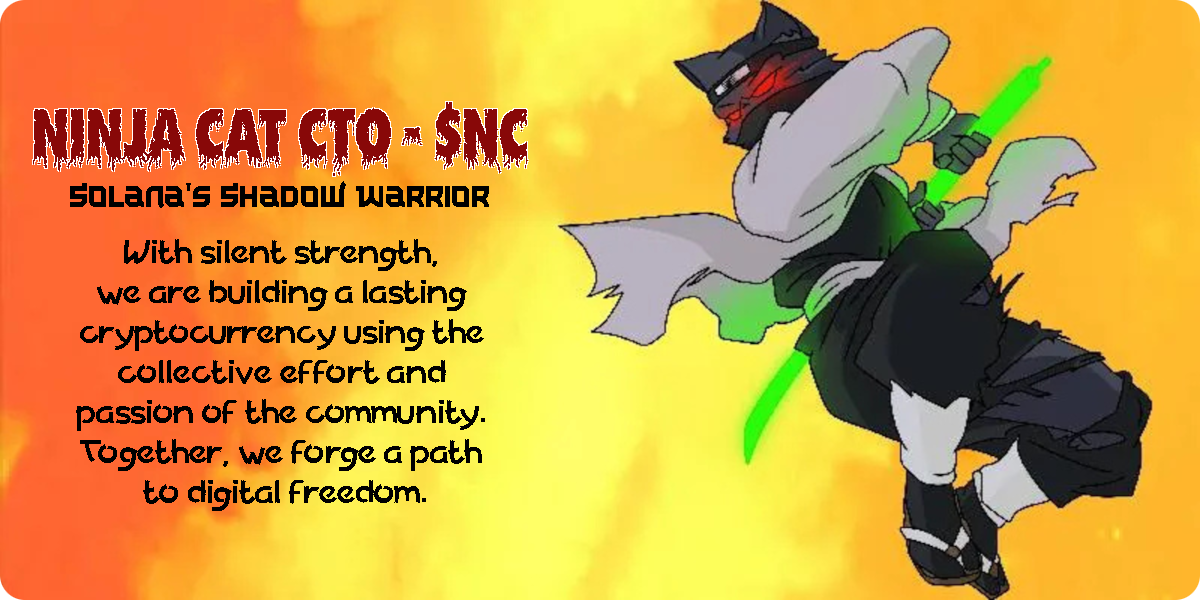 NINJA CAT CTO - $NC
Solana's Shadow Warrior
With silent strength,
we are building a lasting
cryptocurrency using the
collective effort and
passion of the community.
Together, we forge a path
to digital freedom.